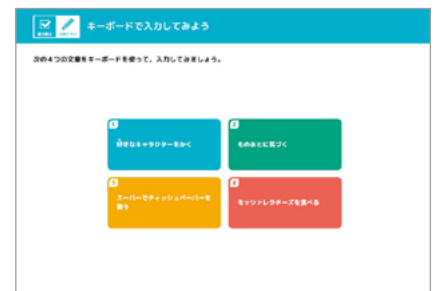 キーボードで入力してみよう
次の4つの文章をキーボードを使って、入力してみましょう。
1
好きなキャラクターをかく
2
ものおとに気づく
3
スーパーでティッシュペーパーを
買う
4
モッツァレラチーズを食べる